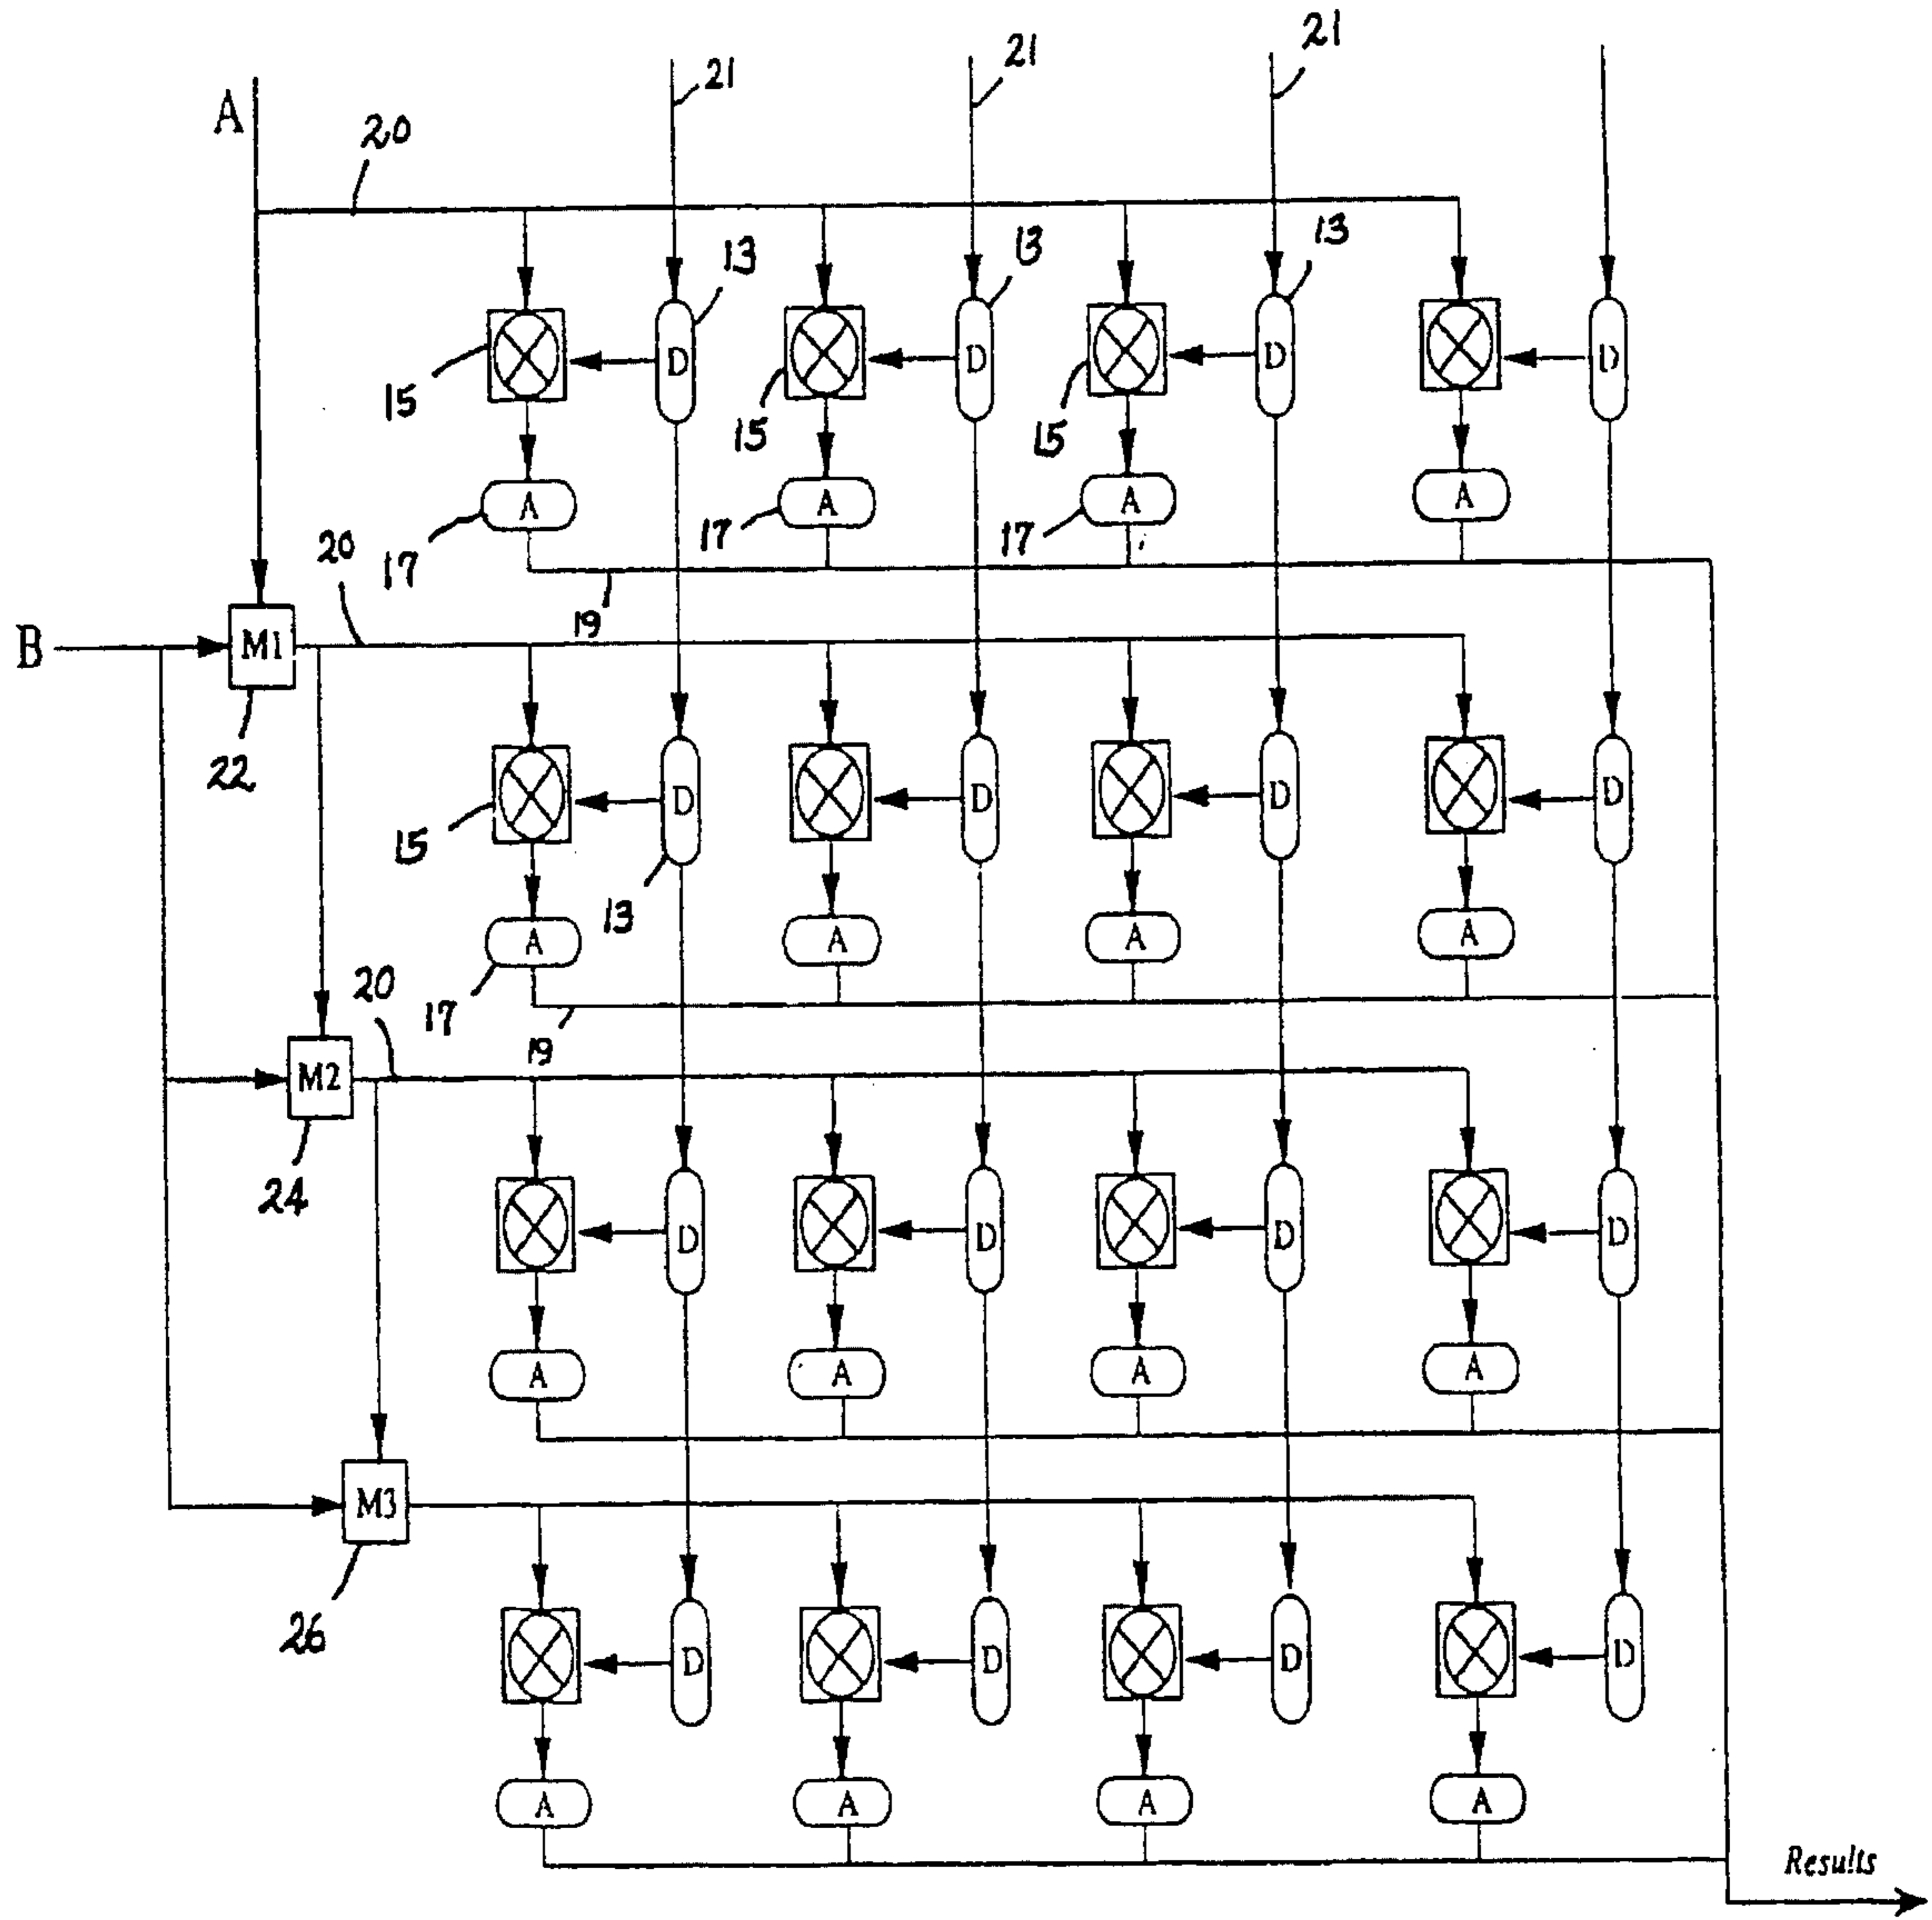 21 21 21
A 20
13 13 13
D D D D
15 15 15
A A A A
17 17 17
20 19
B M1
22
D D D D
15 13
A A A A
17 20 19
M2
24
D D D D
A A A A
M3
26
D D D D
A A A A
Results